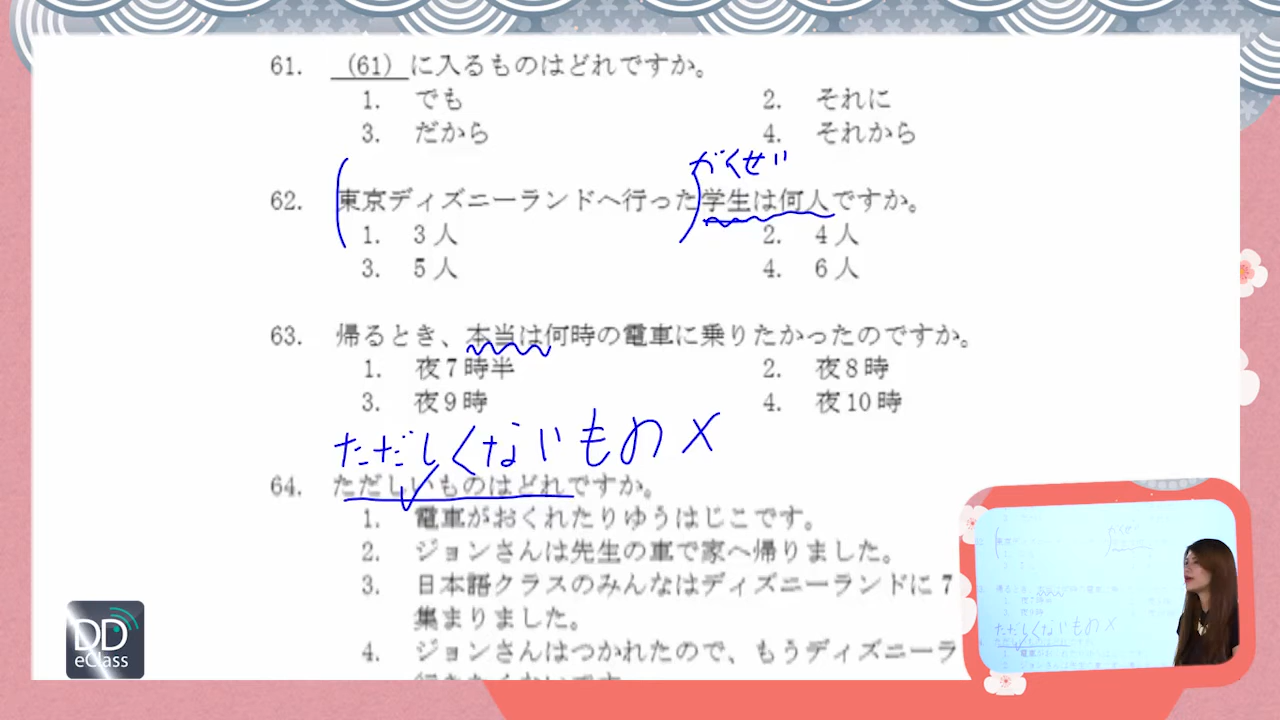 61. (61) に入るものはどれですか。
1. でも 2. それに
3. だから 4. それから
がくせい
62. 東京ディズニーランドへ行った学生は何人ですか。
1. 3人 2. 4人
3. 5人 4. 6人
63. 帰るとき、本当は何時の電車に乗りたかったのですか。
1. 夜7時半 2. 夜8時
3. 夜9時 4. 夜10時
ただしくないもの X
64. ただしいものはどれですか。
1. 電車がおくれたりゆうはじこです。
2. ジョンさんは先生の車で家へ帰りました。
3. 日本語クラスのみんなはディズニーランドに7
集まりました。
4. ジョンさんはつかれたので、もうディズニーラ
DD
eClass